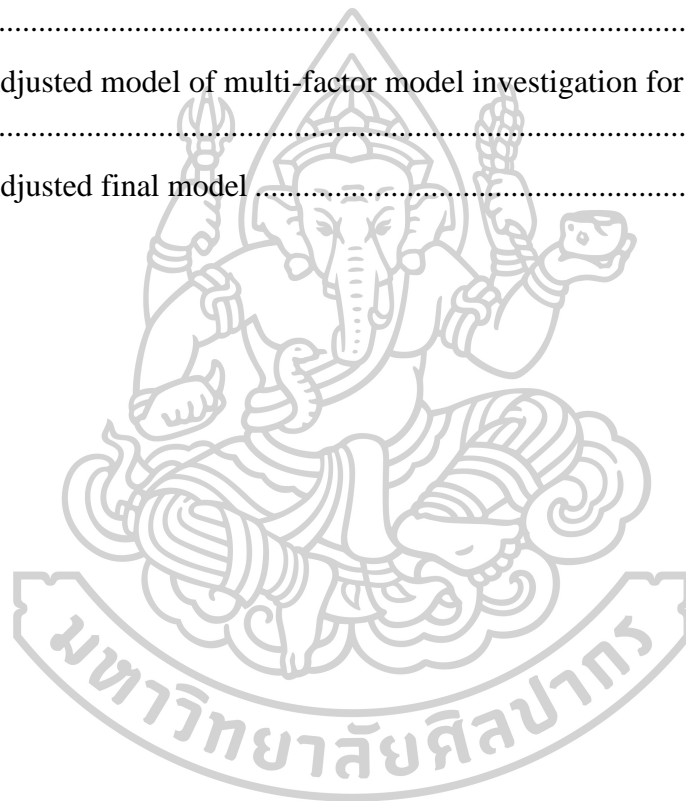 ................................................................................
djusted model of multi-factor model investigation for
................................................................................
djusted final model ....................................................
มหาวิทยาลัยศิลปากร